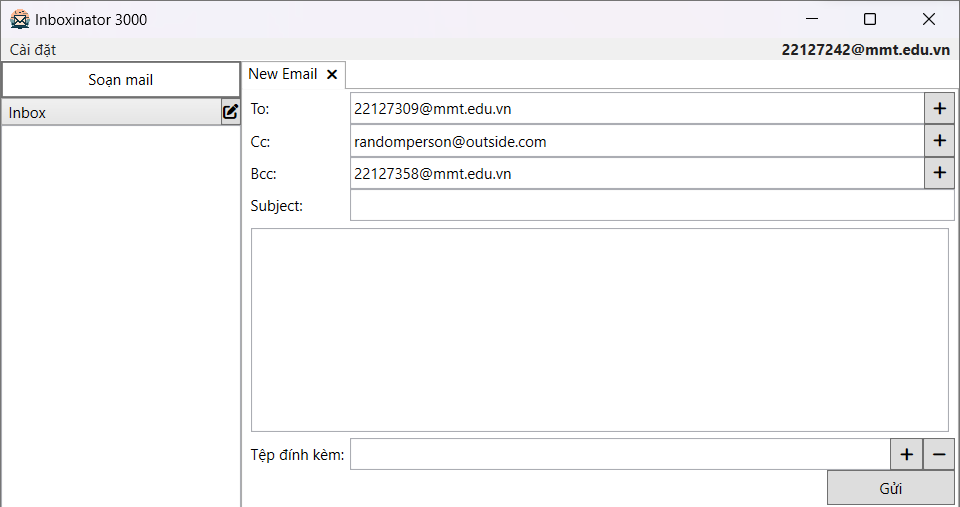 Inboxinator 3000
Cài đặt
22127242@mmt.edu.vn
Soạn mail
Inbox
New Email
To: 22127309@mmt.edu.vn
Cc: randomperson@outside.com
Bcc: 22127358@mmt.edu.vn
Subject:
Tệp đính kèm:
Gửi